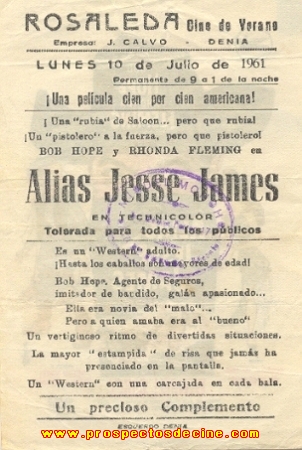 ROSALEDA Cine de Verano
Empresa: J. CALVO - DENIA
LUNES 10 de Julio de 1961
Permanente de 9 a 1 de la noche
¡Una película cien por cien americana!
¡Una "rubia" de Saloon... pero que rubia!
¡Un "pistolero" a la fuerza, pero que pistolero!
BOB HOPE y RHONDA FLEMING en
Alias Jesse James
EN TECHNICOLOR
Tolerada para todos los públicos
Es un "Western" adulto.
¡Hasta los caballos son mayores de edad!
Bob Hope, Agente de Seguros,
imitador de bandido, galán apasionado...
Ella era novia del "malo"...
Pero a quien amaba era al "bueno"
Un vertiginoso ritmo de divertidas situaciones.
La mayor "estampida" de risa que jamás ha
presenciado en la pantalla.
Un "Western" con una carcajada en cada bala.
Un precioso Complemento
ESQUERDO DENIA
www.prospectosdecine.com